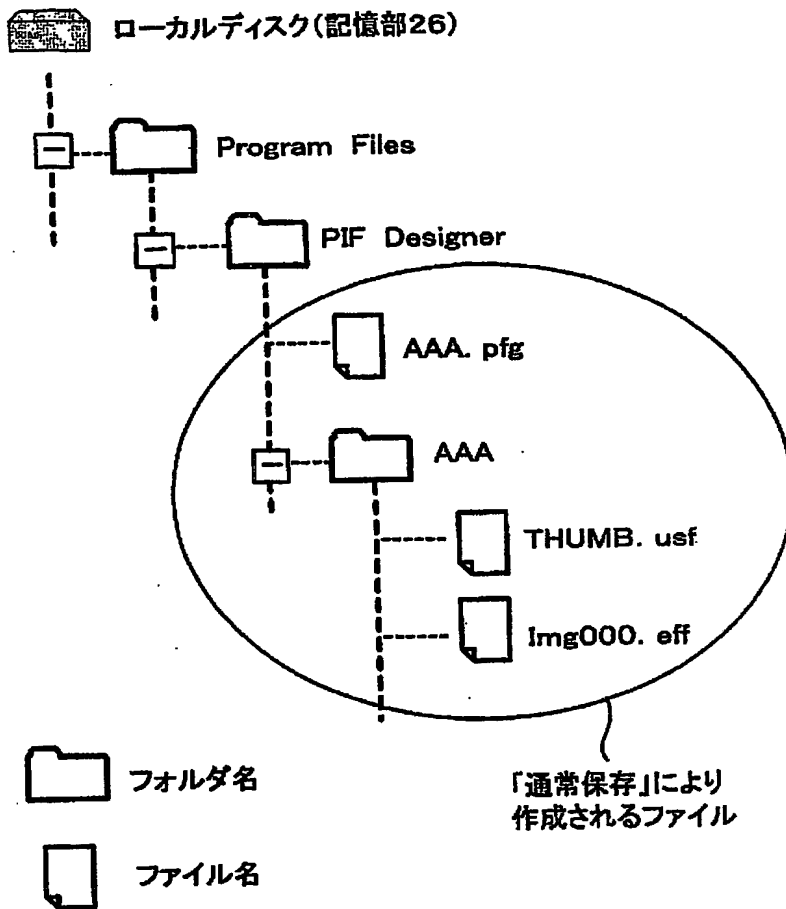 ローカルディスク(記憶部26)
Program Files
PIF Designer
AAA. pfg
AAA
THUMB. usf
Img000. eff
「通常保存」により
作成されるファイル
フォルダ名
ファイル名